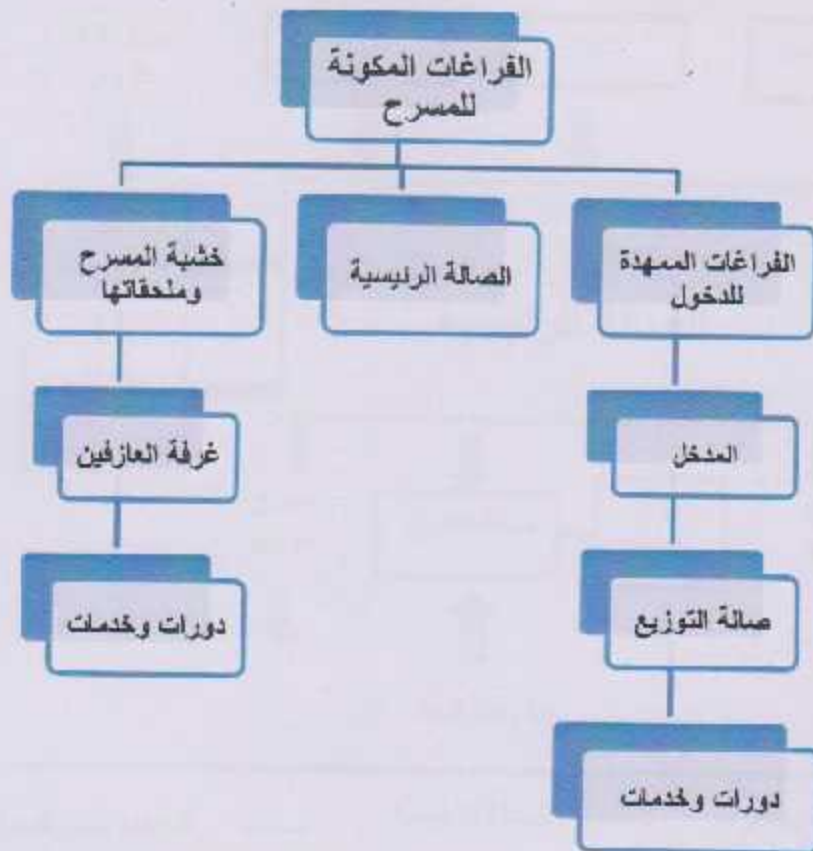 الفراغات المكونة
للمسرح
الفراغات الممهدة
للدخول
الصالة الرئيسية
خشبة المسرح
وملحقاتها
المدخل
غرفة العازفين
صالة التوزيع
دورات وخدمات
دورات وخدمات